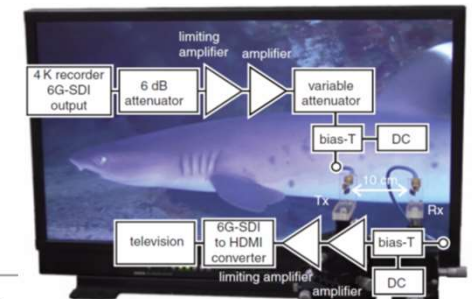 limiting
amplifier
amplifier
4 K recorder
6G-SDI
output
6 dB
attenuator
variable
attenuator
bias-T
DC
10 cm
Tx
Rx
television
6G-SDI
to HDMI
converter
bias-T
limiting amplifier
amplifier
DC